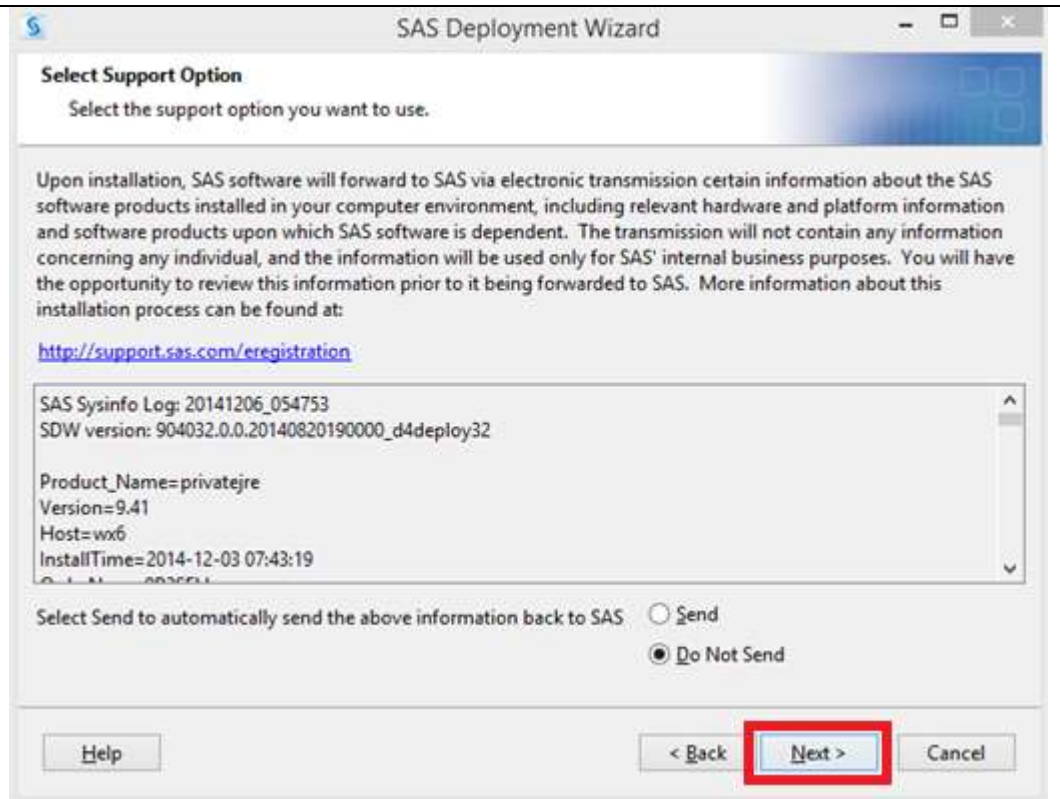 SAS Deployment Wizard
Select Support Option
Select the support option you want to use.
Upon installation, SAS software will forward to SAS via electronic transmission certain information about the SAS
software products installed in your computer environment, including relevant hardware and platform information
and software products upon which SAS software is dependent. The transmission will not contain any information
concerning any individual, and the information will be used only for SAS' internal business purposes. You will have
the opportunity to review this information prior to it being forwarded to SAS. More information about this
installation process can be found at:
http://support.sas.com/eregistration
SAS Sysinfo Log: 20141206_054753
SDW version: 904032.0.0.20140820190000_d4deploy32
Product_Name=privatejre
Version=9.41
Host=wx6
InstallTime=2014-12-03 07:43:19
Select Send to automatically send the above information back to SAS
Send
Do Not Send
Help
< Back
Next >
Cancel